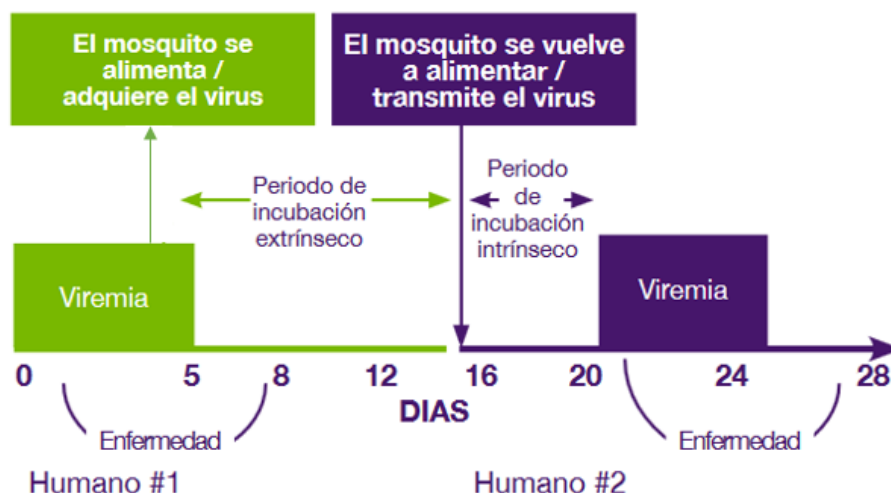 El mosquito se
alimenta /
adquiere el virus
El mosquito se vuelve
a alimentar /
transmite el virus
Periodo de
incubación
extrínseco
Periodo
de
incubación
intrínseco
Viremia
Viremia
0 5 8 12 16 20 24 28
DIAS
Enfermedad
Enfermedad
Humano #1
Humano #2